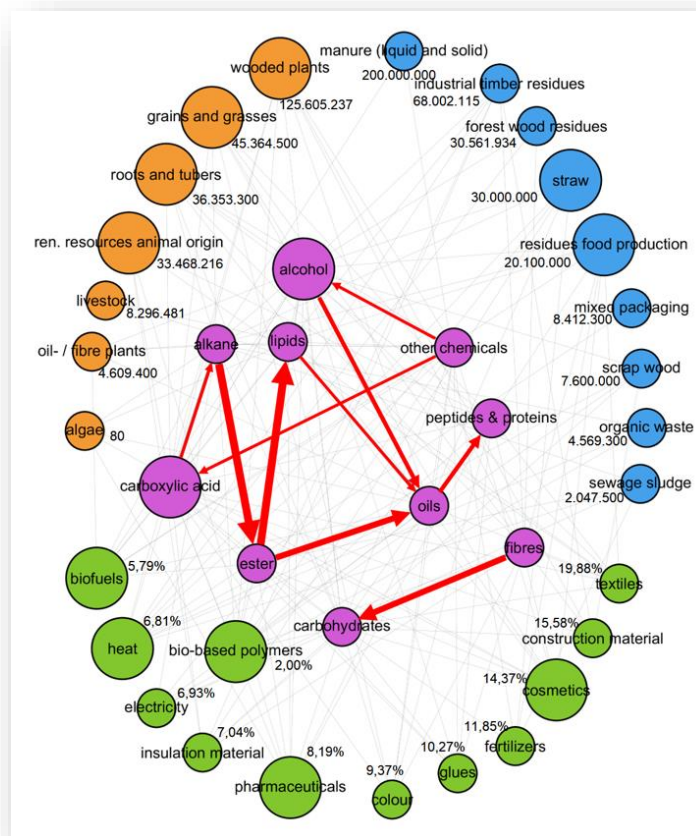 manure (liquid and solid)
200.000.000
wooded plants
125.605.237
industrial timber residues
68.002.115
grains and grasses
45.364.500
forest wood residues
30.561.934
roots and tubers
36.353.300
straw
30.000.000
ren. resources animal origin
33.468.216
residues food production
20.100.000
alcohol
livestock
8.296.481
mixed packaging
8.412.300
oil- / fibre plants
4.609.400
alkane
lipids
other chemicals
scrap wood
7.600.000
algae
80
peptides & proteins
organic waste
4.569.300
carboxylic acid
oils
sewage sludge
2.047.500
ester
fibres
biofuels
5,79%
19,88%
textiles
heat
6,81%
carbohydrates
15,58%
construction material
bio-based polymers
2,00%
14,37%
cosmetics
electricity
6,93%
insulation material
7,04%
11,85%
fertilizers
pharmaceuticals
8,19%
9,37%
colour
10,27%
glues